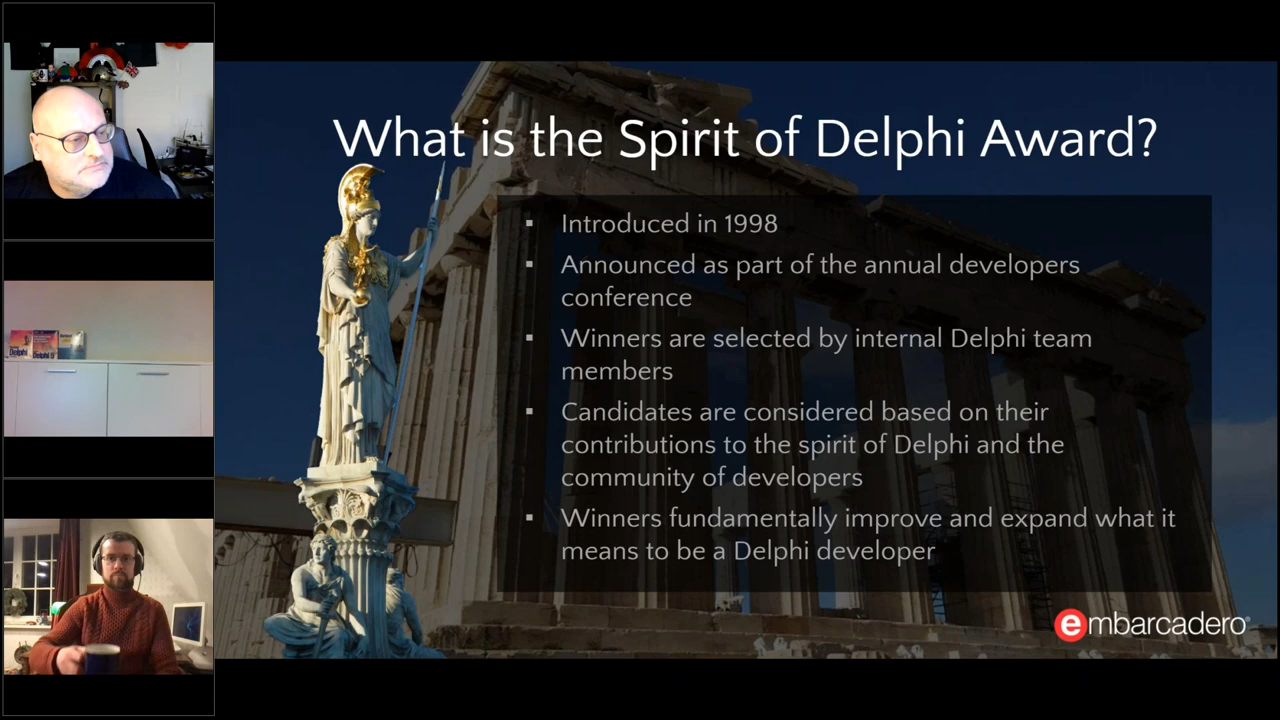 What is the Spirit of Delphi Award?
▪ Introduced in 1998
▪ Announced as part of the annual developers
conference
▪ Winners are selected by internal Delphi team
members
▪ Candidates are considered based on their
contributions to the spirit of Delphi and the
community of developers
▪ Winners fundamentally improve and expand what it
means to be a Delphi developer
embarcadero®
Delphi
Delphi